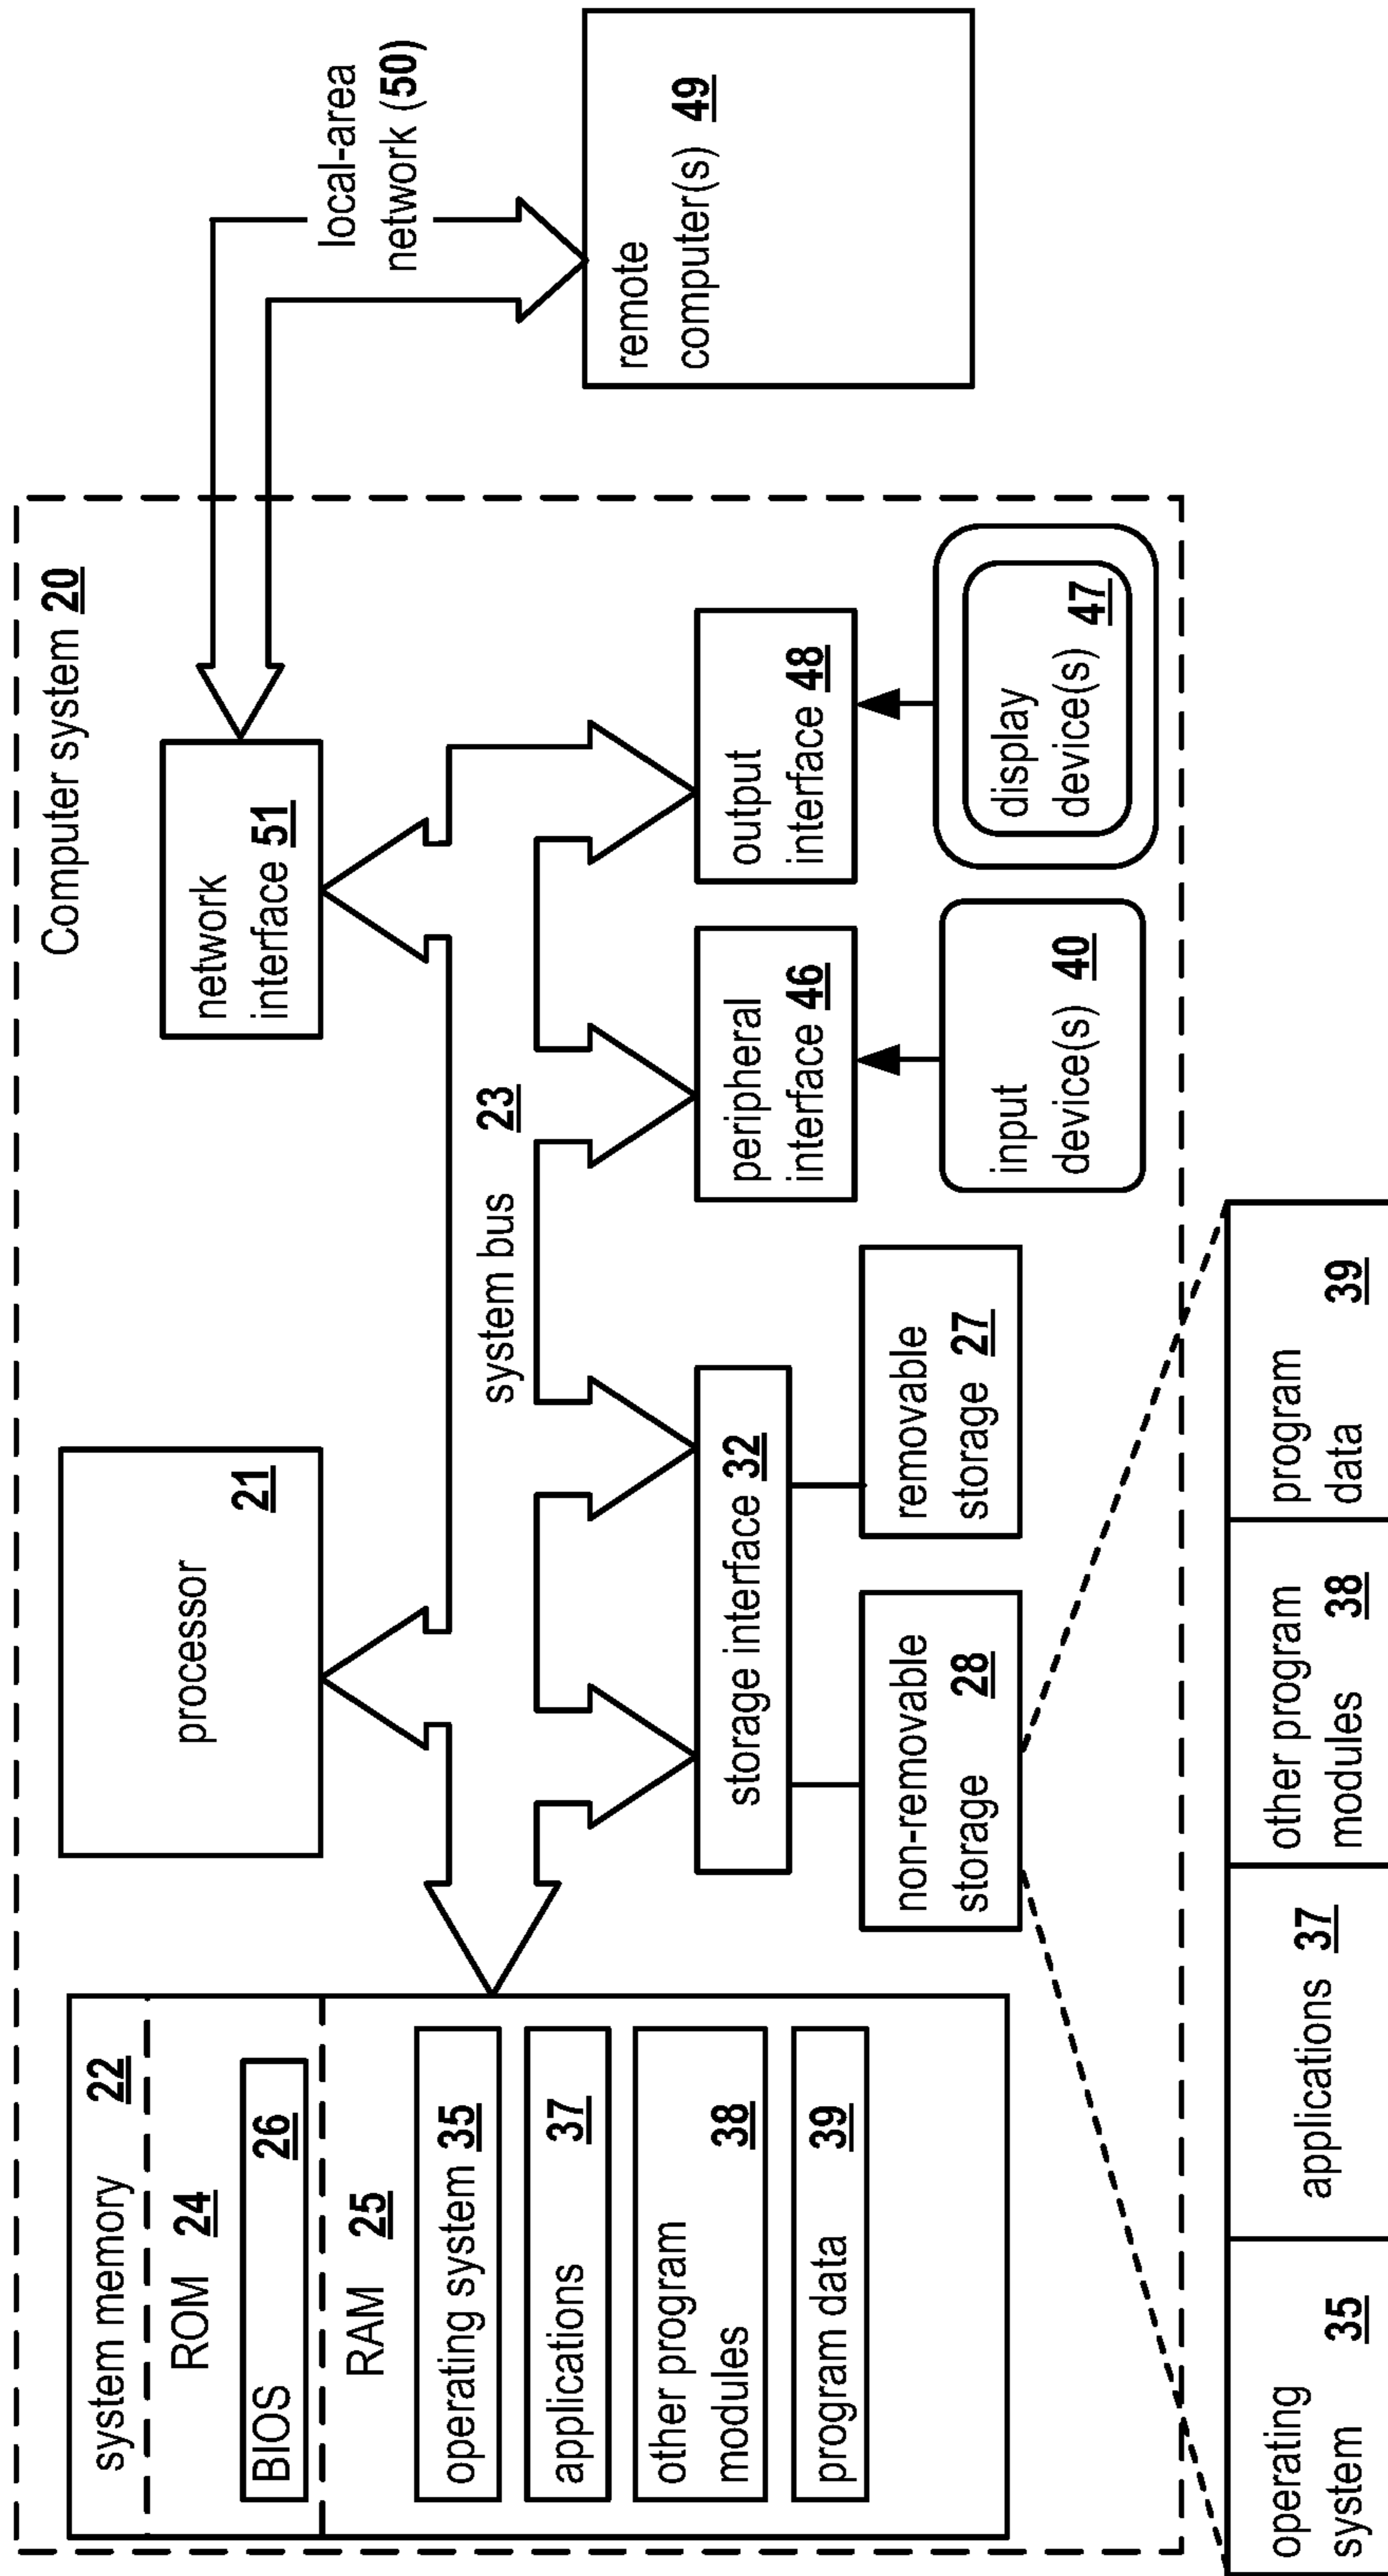 Computer system 20
system memory 22
ROM 24
BIOS 26
RAM 25
operating system 35
applications 37
other program
modules 38
program data 39
processor
21
network
interface 51
local-area
network (50)
system bus 23
storage interface 32
non-removable
storage 28
removable
storage 27
peripheral
interface 46
output
interface 48
input
device(s) 40
display
device(s) 47
remote
computer(s) 49
operating
system 35
applications 37
other program
modules 38
program
data 39